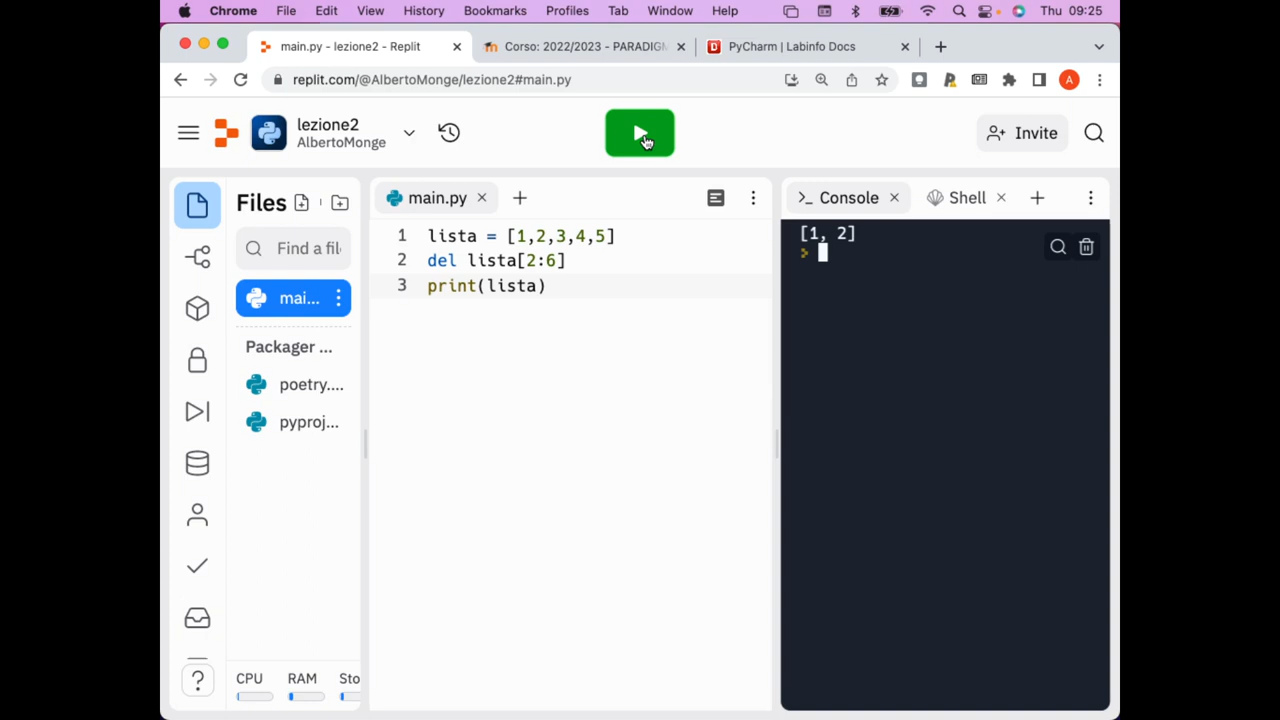 Chrome File Edit View History Bookmarks Profiles Tab Window Help Thu 09:25
main.py - lezione2 - Replit
Corso: 2022/2023 - PARADIGM
PyCharm | Labinfo Docs
replit.com/@AlbertoMonge/lezione2#main.py
A
lezione2
AlbertoMonge
Invite
Files
Find a fil
mai...
Packager ...
poetry....
pyproj...
CPU RAM Sto
main.py
1 lista = [1,2,3,4,5]
2 del lista[2:6]
3 print(lista)
Console
Shell
[1, 2]